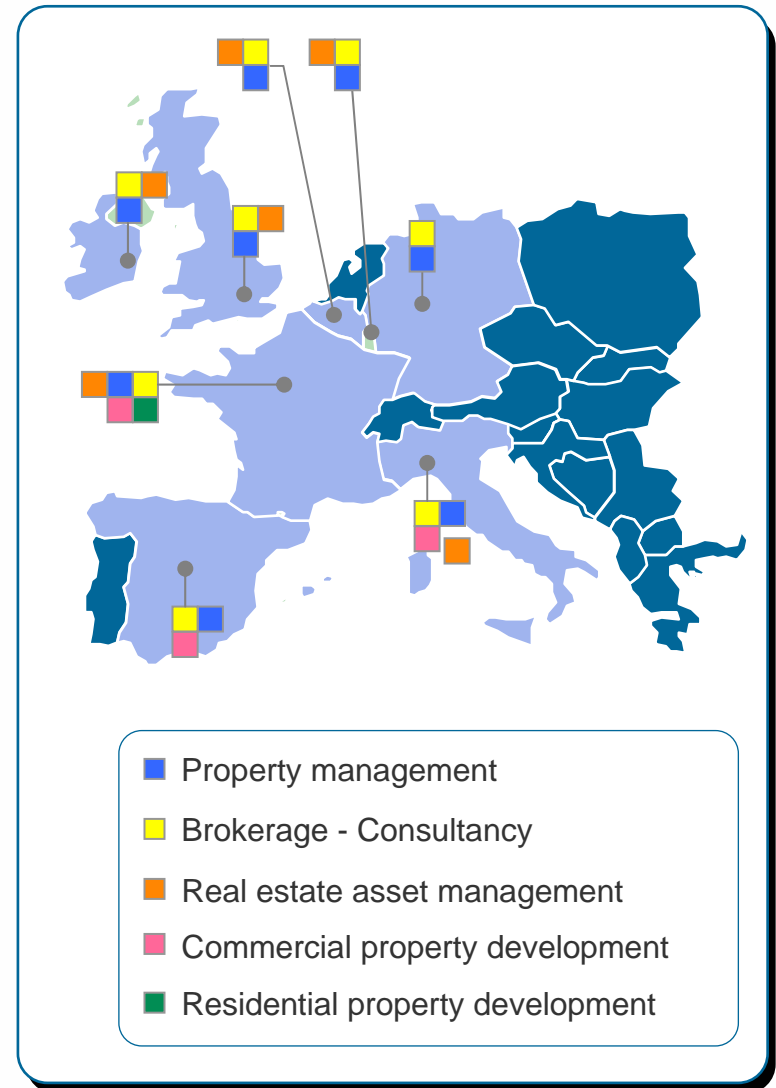 Property management
Brokerage - Consultancy
Real estate asset management
Commercial property development
Residential property development